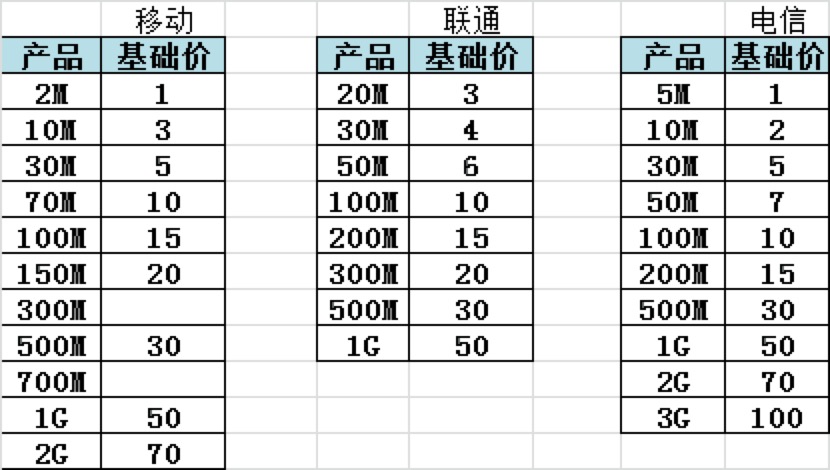 移动 联通 电信
产品 基础价 产品 基础价 产品 基础价
2M 1 20M 3 5M 1
10M 3 30M 4 10M 2
30M 5 50M 6 30M 5
70M 10 100M 10 50M 7
100M 15 200M 15 100M 10
150M 20 300M 20 200M 15
300M 500M 30 500M 30
500M 30 1G 50 1G 50
700M 2G 70
1G 50 3G 100
2G 70